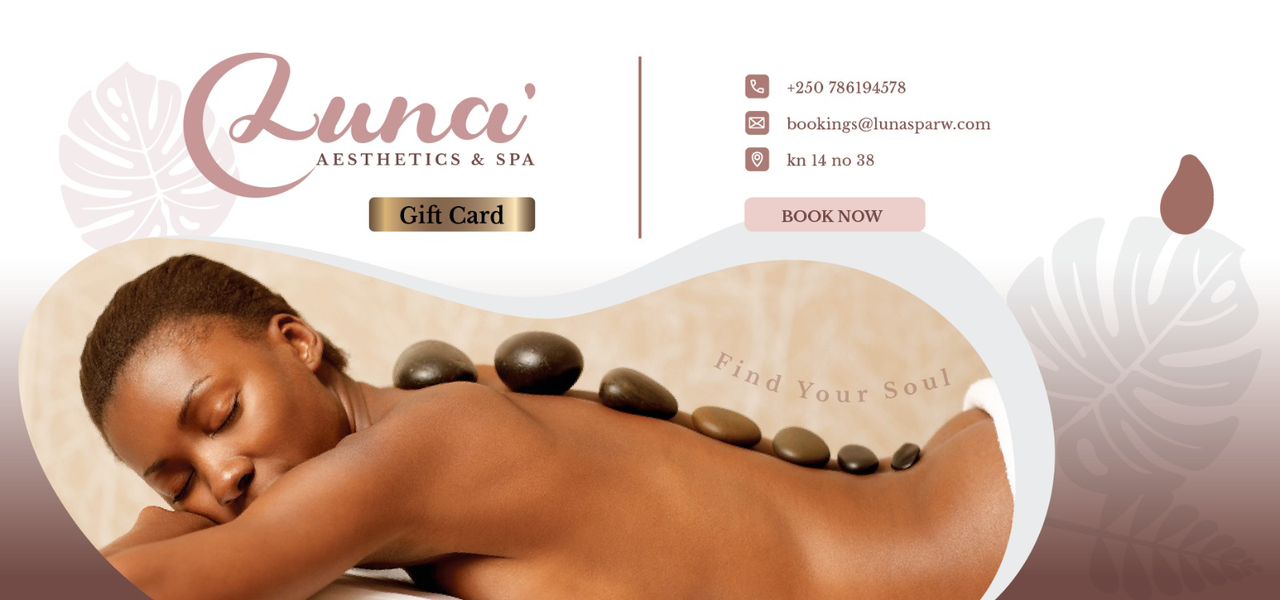 Luna'
AESTHETICS & SPA
Gift Card
+250 786194578
bookings@lunasparw.com
kn 14 no 38
BOOK NOW
Find Your Soul